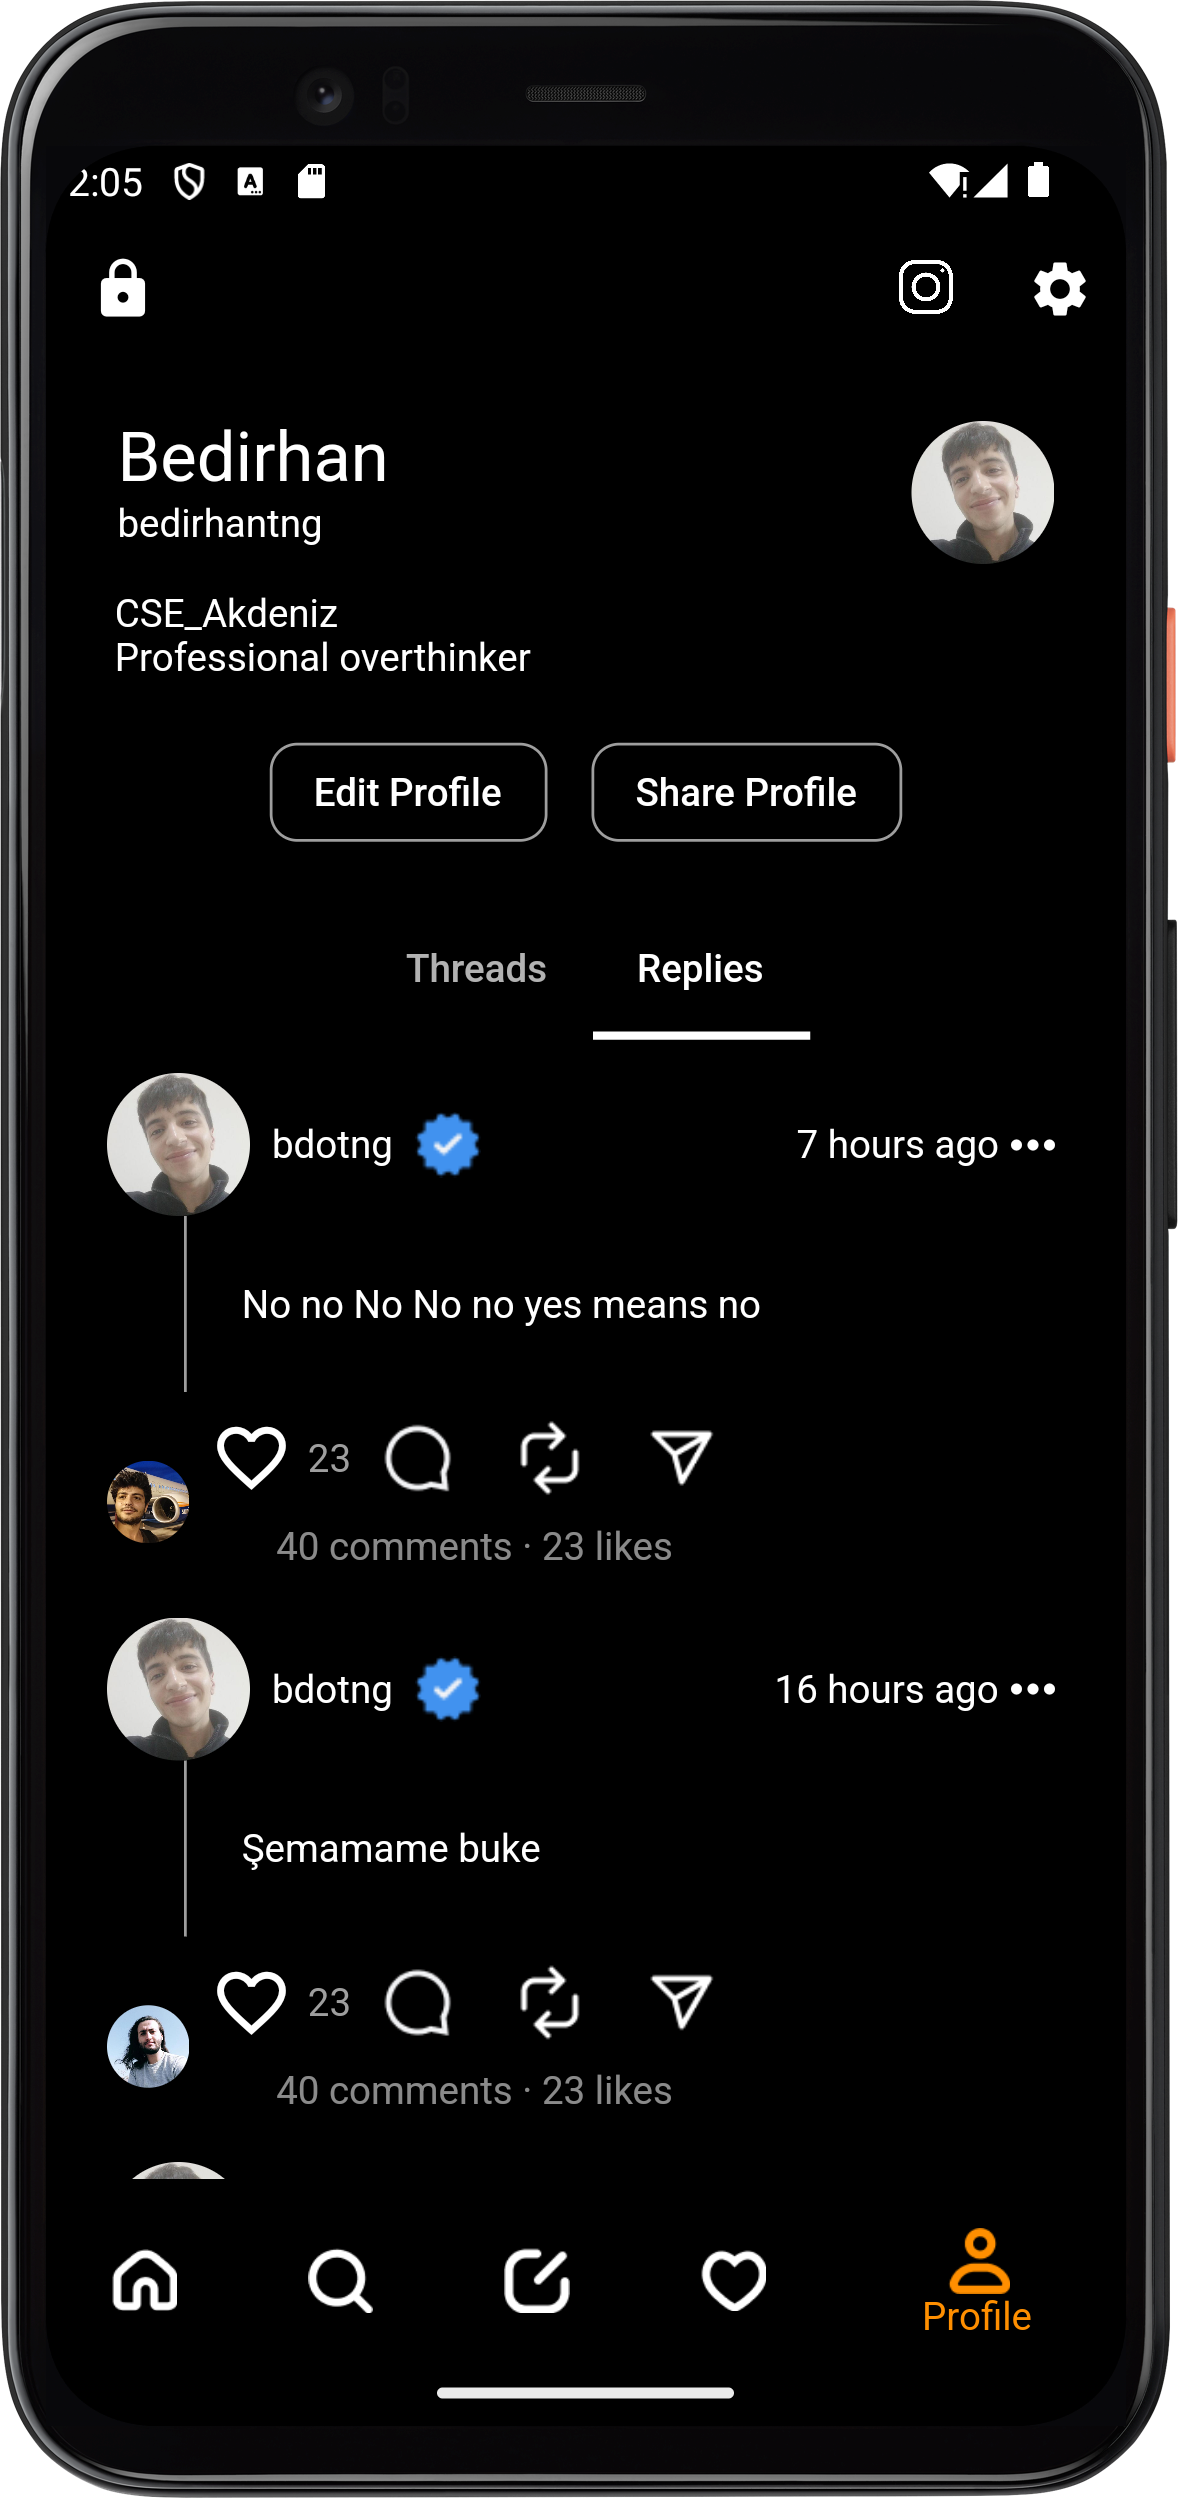 2:05
A
Bedirhan
bedirhantng
CSE_Akdeniz
Professional overthinker
Edit Profile
Share Profile
Threads
Replies
bdotng
7 hours ago
No no No No no yes means no
23
40 comments · 23 likes
bdotng
16 hours ago
Şemamame buke
23
40 comments · 23 likes
Profile